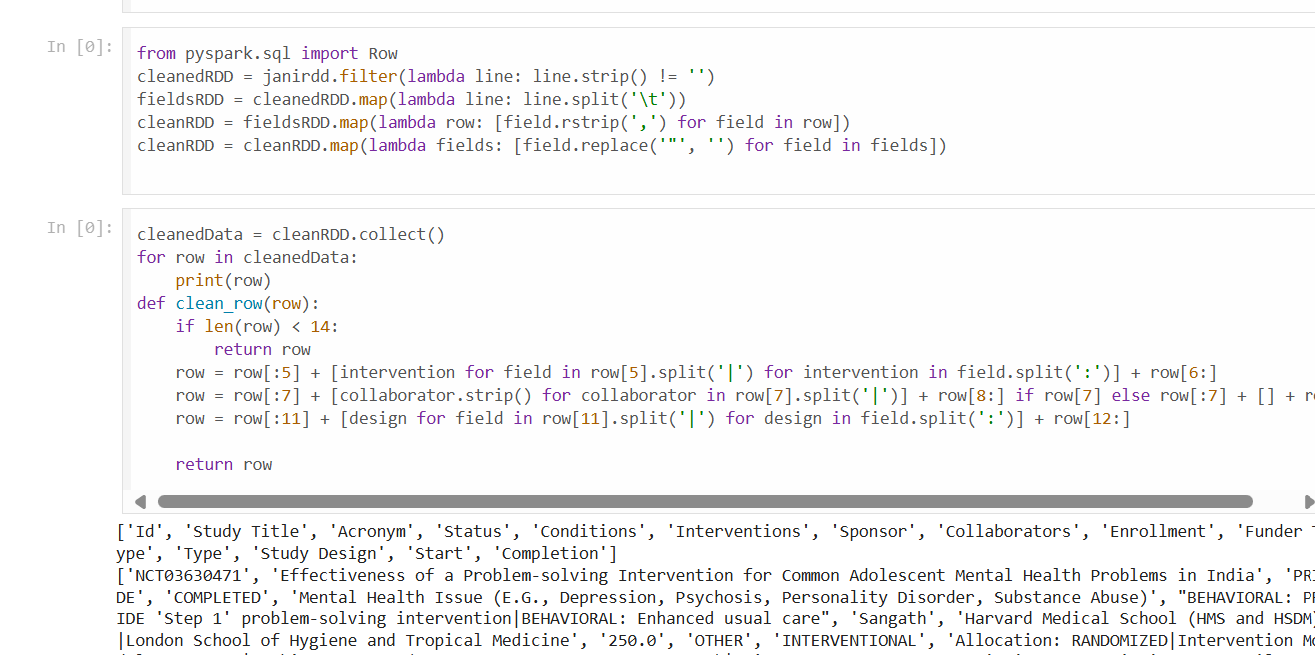 In [0]:
from pyspark.sql import Row
cleanedRDD = janirdd.filter(lambda line: line.strip() != '')
fieldsRDD = cleanedRDD.map(lambda line: line.split('\t'))
cleanRDD = fieldsRDD.map(lambda row: [field.rstrip(',') for field in row])
cleanRDD = cleanRDD.map(lambda fields: [field.replace('"', '') for field in fields])
In [0]:
cleanedData = cleanRDD.collect()
for row in cleanedData:
    print(row)
def clean_row(row):
    if len(row) < 14:
        return row
    row = row[:5] + [intervention for field in row[5].split('|') for intervention in field.split(':')] + row[6:]
    row = row[:7] + [collaborator.strip() for collaborator in row[7].split('|')] + row[8:] if row[7] else row[:7] + [] + r
    row = row[:11] + [design for field in row[11].split('|') for design in field.split(':')] + row[12:]
    return row
['Id', 'Study Title', 'Acronym', 'Status', 'Conditions', 'Interventions', 'Sponsor', 'Collaborators', 'Enrollment', 'Funder T
ype', 'Type', 'Study Design', 'Start', 'Completion']
['NCT03630471', 'Effectiveness of a Problem-solving Intervention for Common Adolescent Mental Health Problems in India', 'PRI
DE', 'COMPLETED', 'Mental Health Issue (E.G., Depression, Psychosis, Personality Disorder, Substance Abuse)', "BEHAVIORAL: PR
IDE 'Step 1' problem-solving intervention|BEHAVIORAL: Enhanced usual care", 'Sangath', 'Harvard Medical School (HMS and HSDM)
|London School of Hygiene and Tropical Medicine', '250.0', 'OTHER', 'INTERVENTIONAL', 'Allocation: RANDOMIZED|Intervention Mo